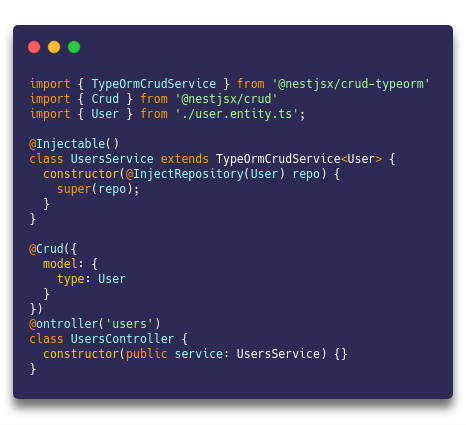 import { TypeOrmCrudService } from '@nestjsx/crud-typeorm'
import { Crud } from '@nestjsx/crud'
import { User } from './user.entity.ts';
@Injectable()
class UsersService extends TypeOrmCrudService<User> {
constructor(@InjectRepository(User) repo) {
super(repo);
}
}
@Crud({
model: {
type: User
}
})
@ontroller('users')
class UsersController {
constructor(public service: UsersService) {}
}